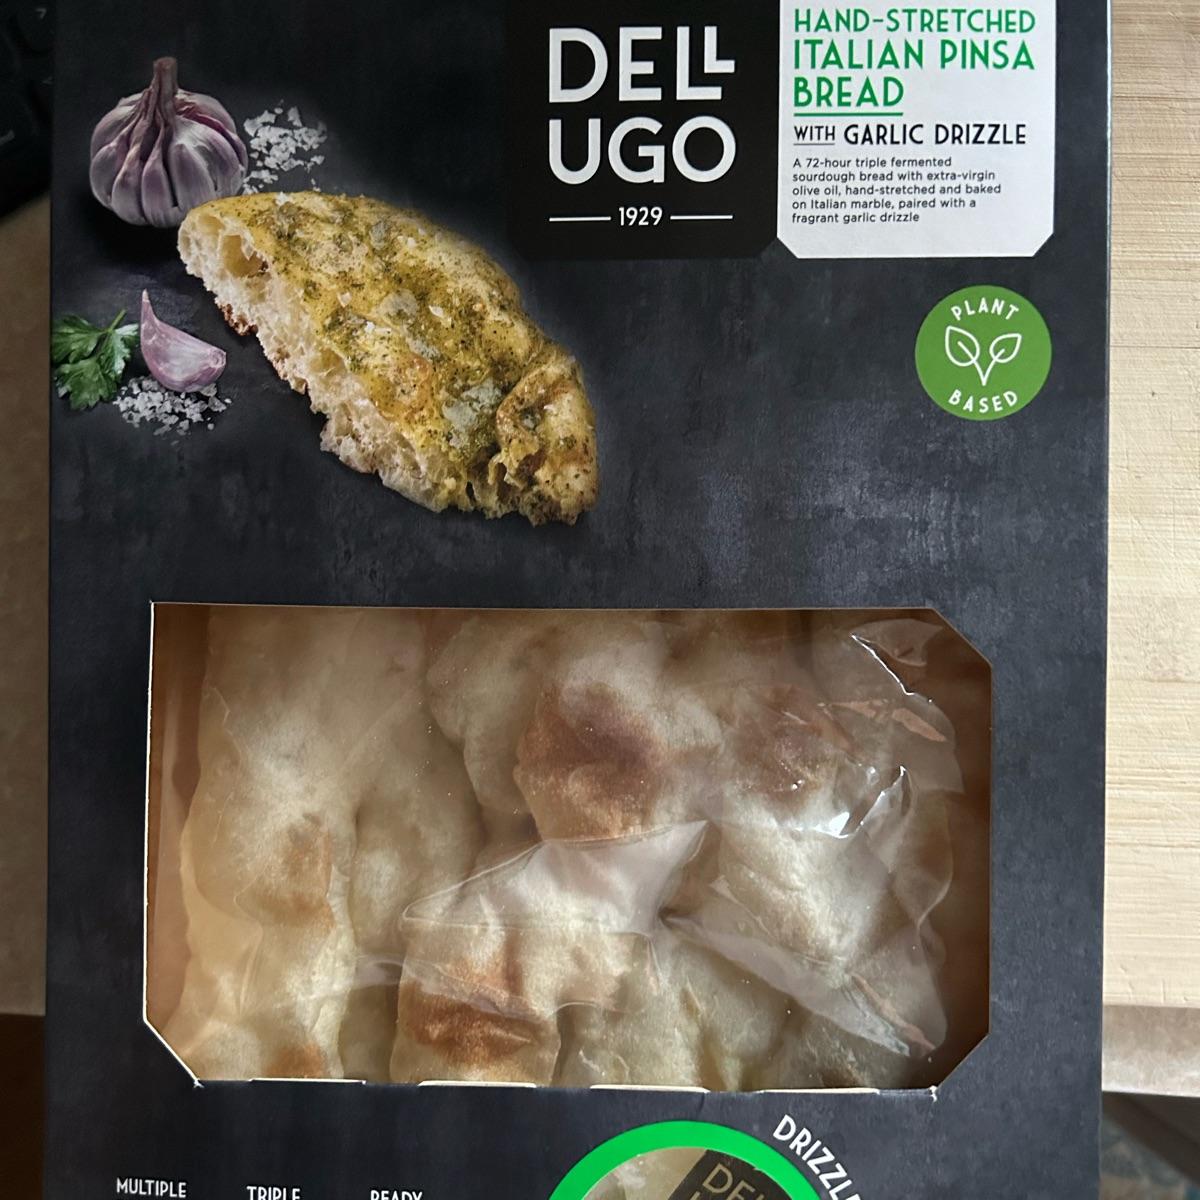 DELL
UGO
1929
HAND-STRETCHED
ITALIAN PINSA
BREAD
WITH GARLIC DRIZZLE
A 72-hour triple fermented
sourdough bread with extra-virgin
olive oil, hand-stretched and baked
on Italian marble, paired with a
fragrant garlic drizzle
PLANT
BASED
MULTIPLE
TRIPLE
READY
DRIZZLE
DELL